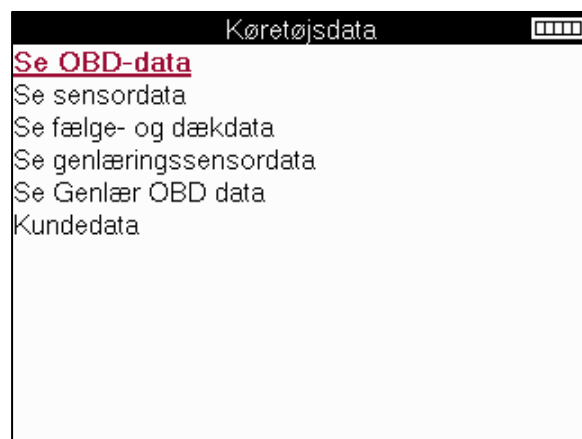 Køretøjsdata
Se OBD-data
Se sensordata
Se fælge- og dækdata
Se genlæringssensordata
Se Genlær OBD data
Kundedata